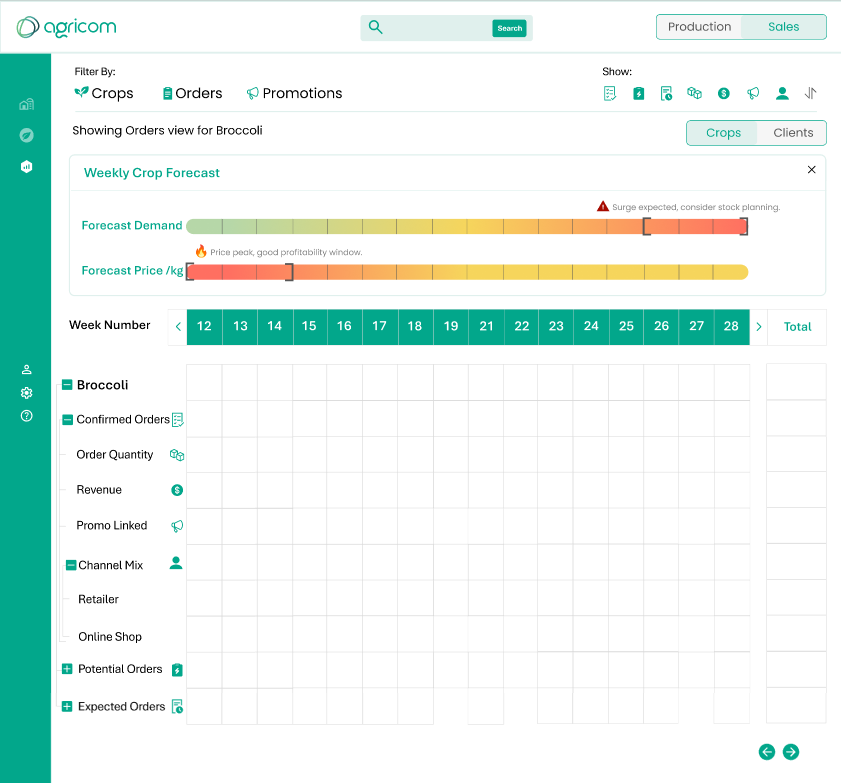 agricom
Search
Production Sales
Filter By: Show:
Crops Orders Promotions
Showing Orders view for Broccoli
Crops Clients
Weekly Crop Forecast
Surge expected, consider stock planning.
Forecast Demand
Price peak, good profitability window.
Forecast Price /kg
Week Number < 12 13 14 15 16 17 18 19 21 22 23 24 25 26 27 28 > Total
Broccoli
Confirmed Orders
Order Quantity
Revenue
Promo Linked
Channel Mix
Retailer
Online Shop
Potential Orders
Expected Orders